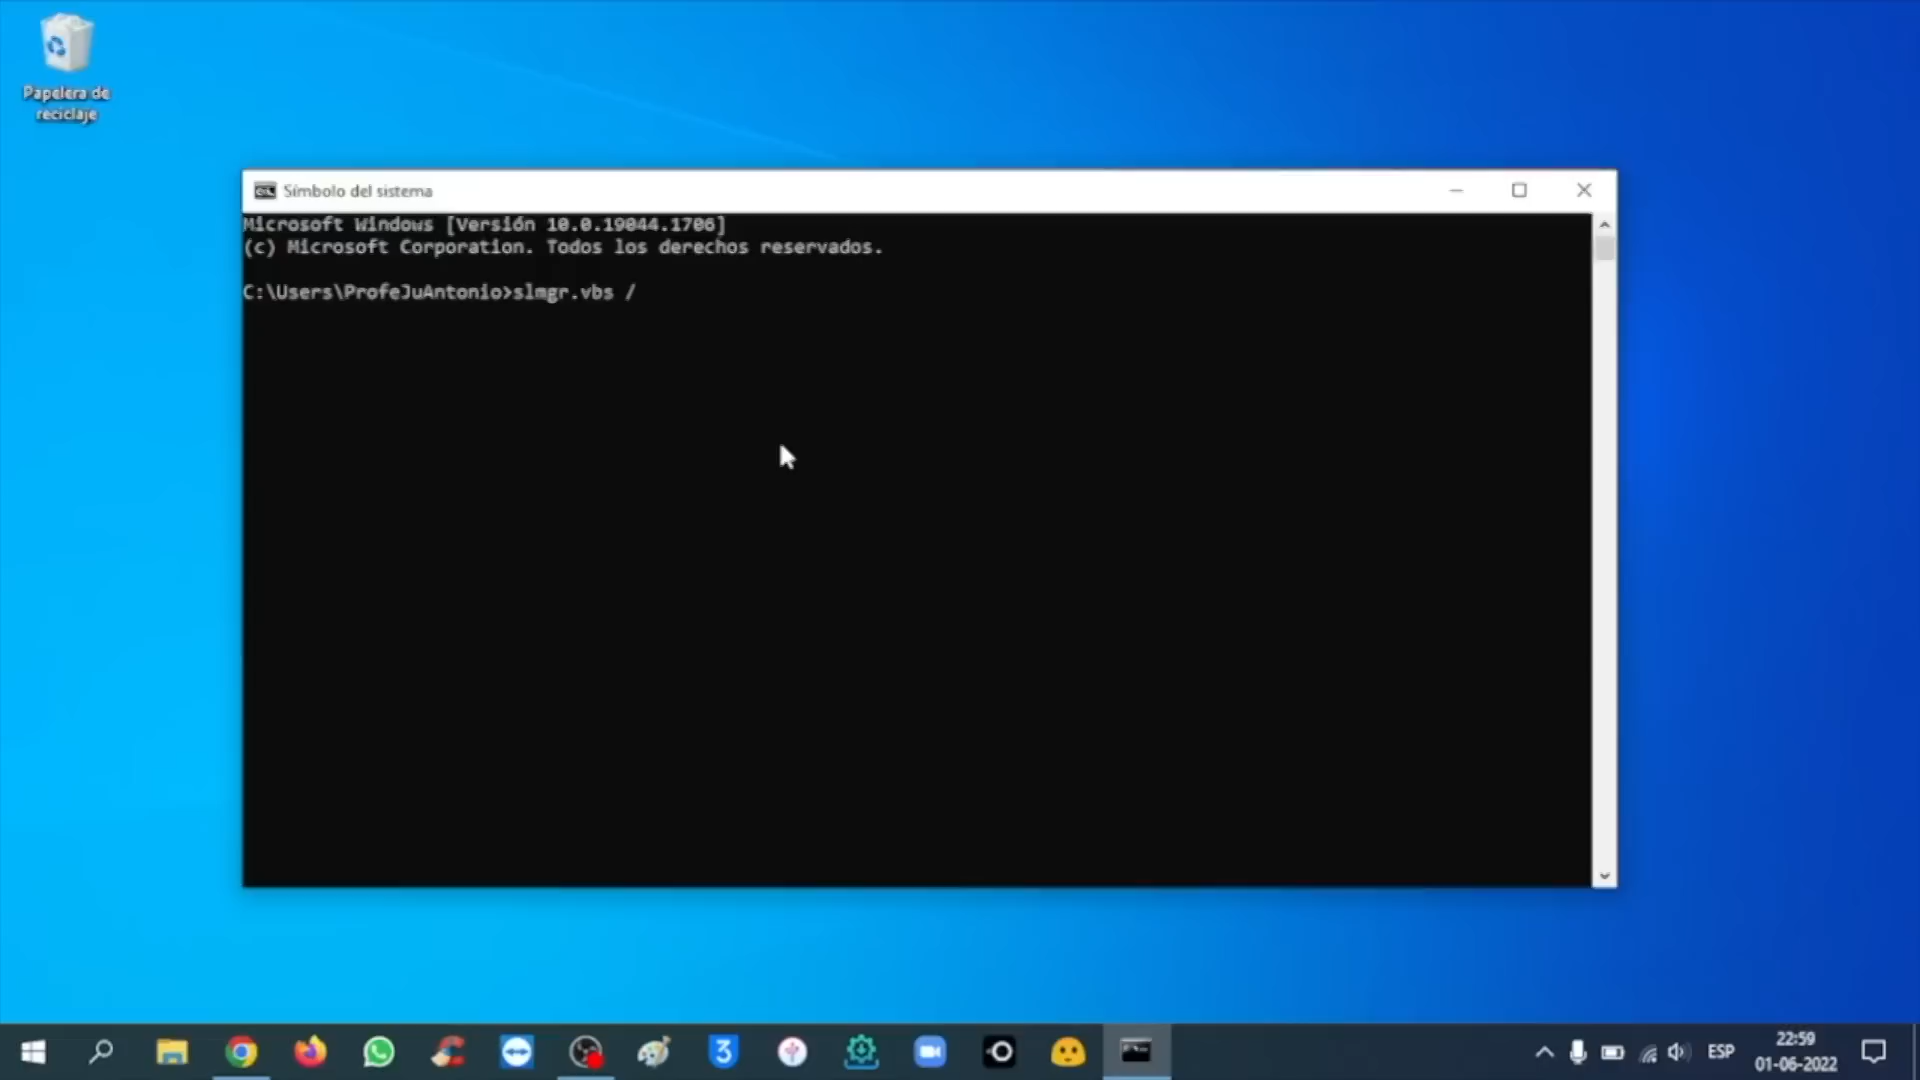 Papelera de
reciclaje
Símbolo del sistema
Microsoft Windows [Versión 10.0.19044.1706]
(c) Microsoft Corporation. Todos los derechos reservados.
C:\Users\ProfeJuAntonio>slmgr.vbs /
3
ESP
22:59
01-06-2022